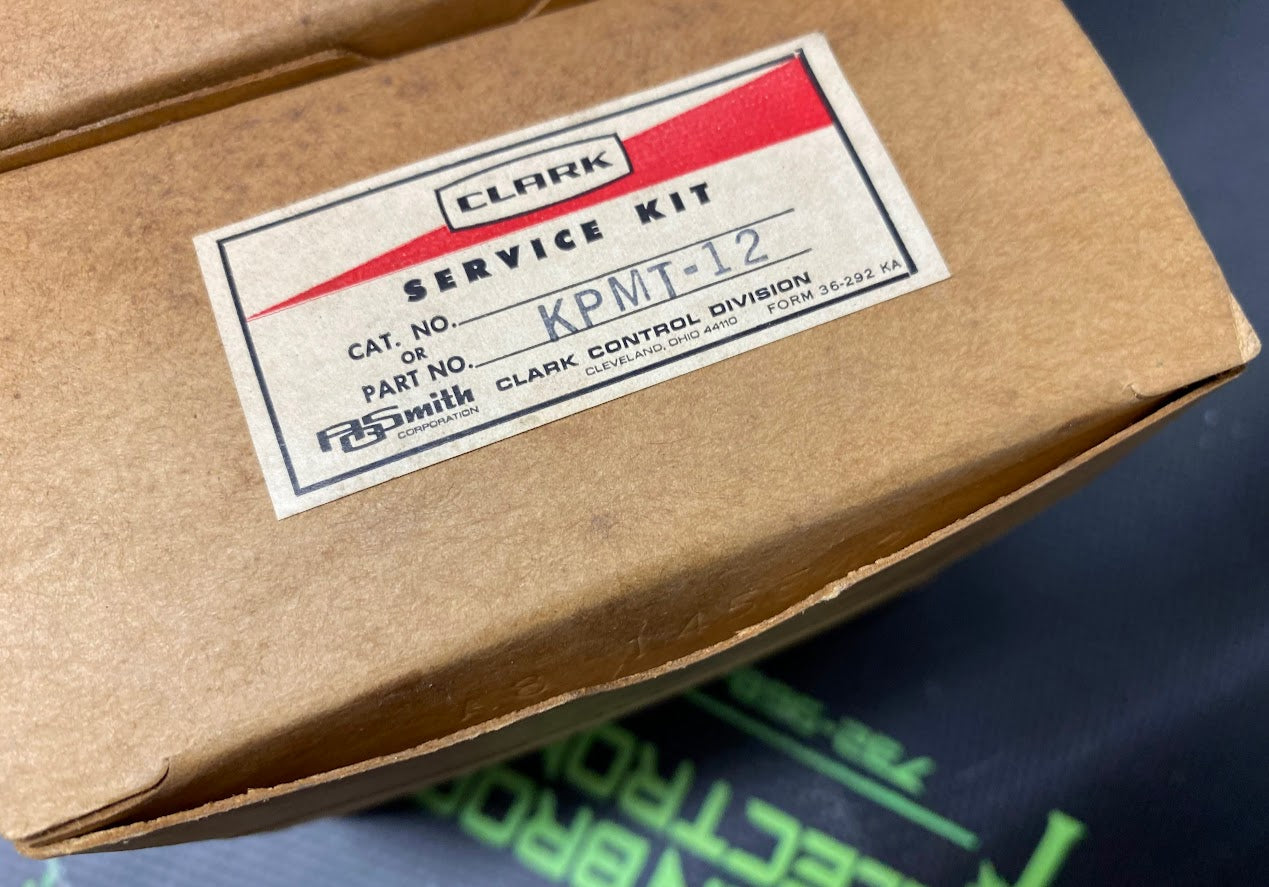 CLARK
SERVICE KIT
CAT. NO. KPMT-12
OR
PART NO.
AOSmith
CORPORATION
CLARK CONTROL DIVISION
CLEVELAND, OHIO 44110
FORM 36-292 KA